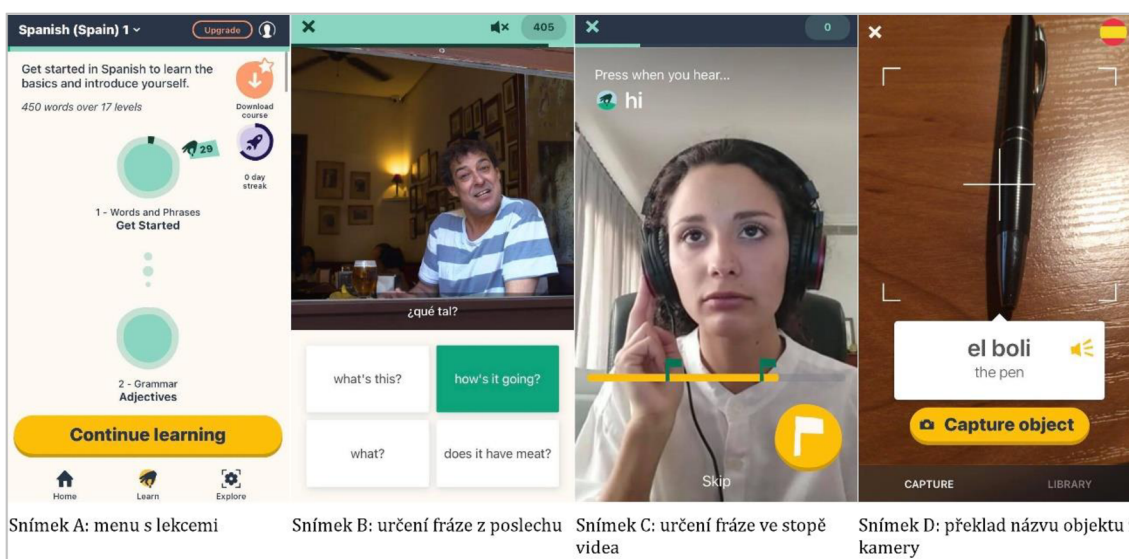 Spanish (Spain) 1
Upgrade
Get started in Spanish to learn the
basics and introduce yourself.
450 words over 17 levels
Download
course
29
0 day
streak
1 - Words and Phrases
Get Started
2 - Grammar
Adjectives
Continue learning
Home
Learn
Explore
405
¿qué tal?
what's this?
how's it going?
what?
does it have meat?
0
Press when you hear...
hi
Skip
el boli
the pen
Capture object
CAPTURE
LIBRARY
Snímek A: menu s lekcemi
Snímek B: určení fráze z poslechu
Snímek C: určení fráze ve stopě
videa
Snímek D: překlad názvu objektu
kamery